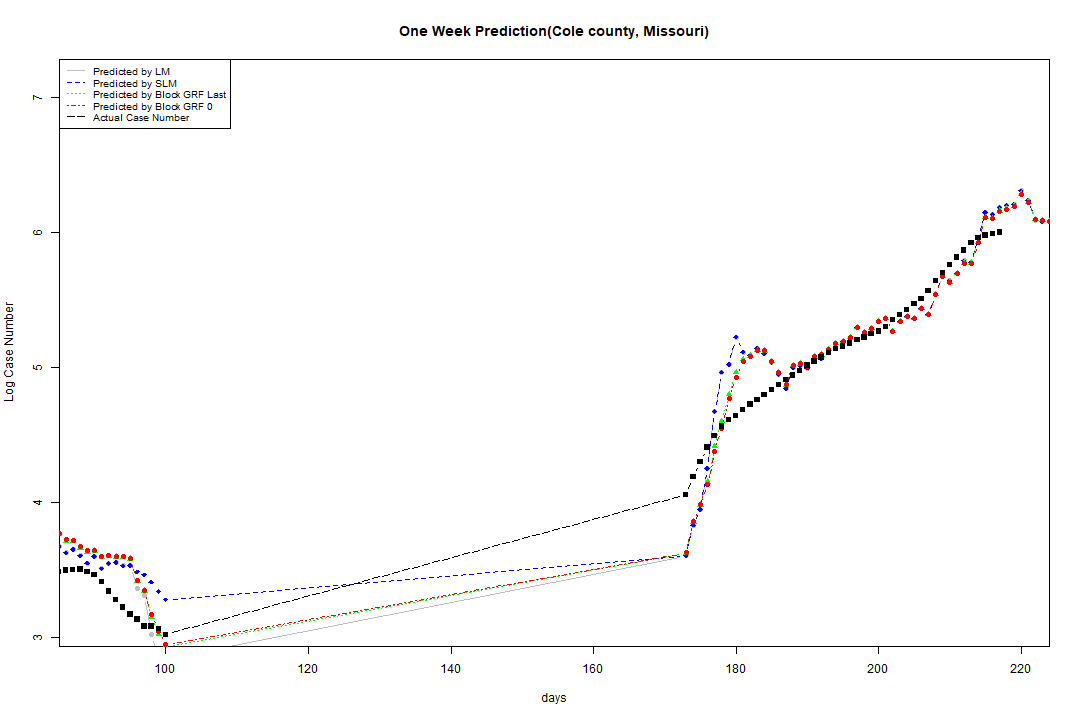 One Week Prediction(Cole county, Missouri)
Predicted by LM
Predicted by SLM
Predicted by Block GRF Last
Predicted by Block GRF 0
Actual Case Number
7
6
5
4
3
Log Case Number
100 120 140 160 180 200 220
days